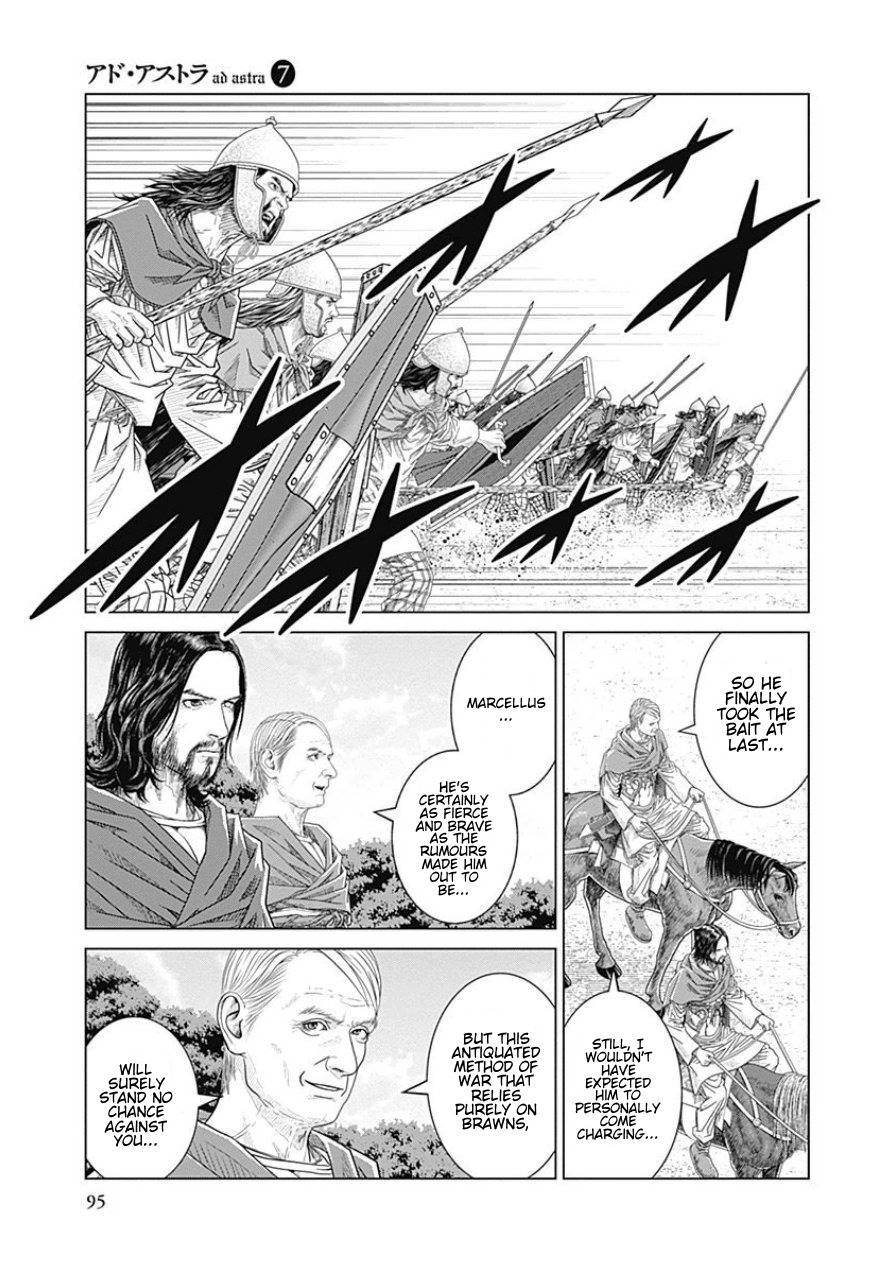 アド・アストラ ad astra 7
SO HE
FINALLY
TOOK THE
BAIT AT
LAST...
STILL, I
WOULDN'T
HAVE
EXPECTED
HIM TO
PERSONALLY
COME
CHARGING...
MARCELLUS
...
HE'S
CERTAINLY
AS FIERCE
AND BRAVE
AS THE
RUMOURS
MADE HIM
OUT TO
BE...
BUT THIS
ANTIQUATED
METHOD OF
WAR THAT
RELIES
PURELY ON
BRAWNS,
WILL
SURELY
STAND NO
CHANCE
AGAINST
YOU...
95